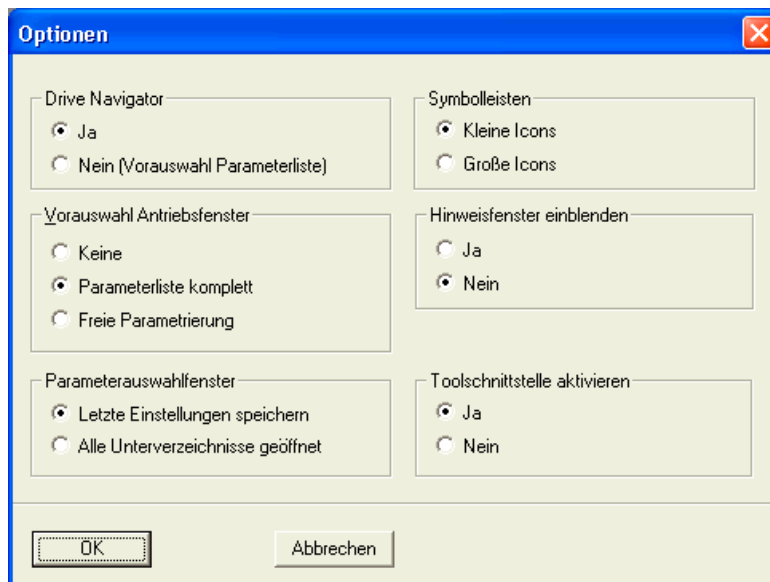 Optionen
Drive Navigator
Ja
Nein (Vorauswahl Parameterliste)
Symbolleisten
Kleine Icons
Große Icons
Vorauswahl Antriebsfenster
Keine
Parameterliste komplett
Freie Parametrierung
Hinweisfenster einblenden
Ja
Nein
Parameterauswahlfenster
Letzte Einstellungen speichern
Alle Unterverzeichnisse geöffnet
Toolschnittstelle aktivieren
Ja
Nein
OK
Abbrechen